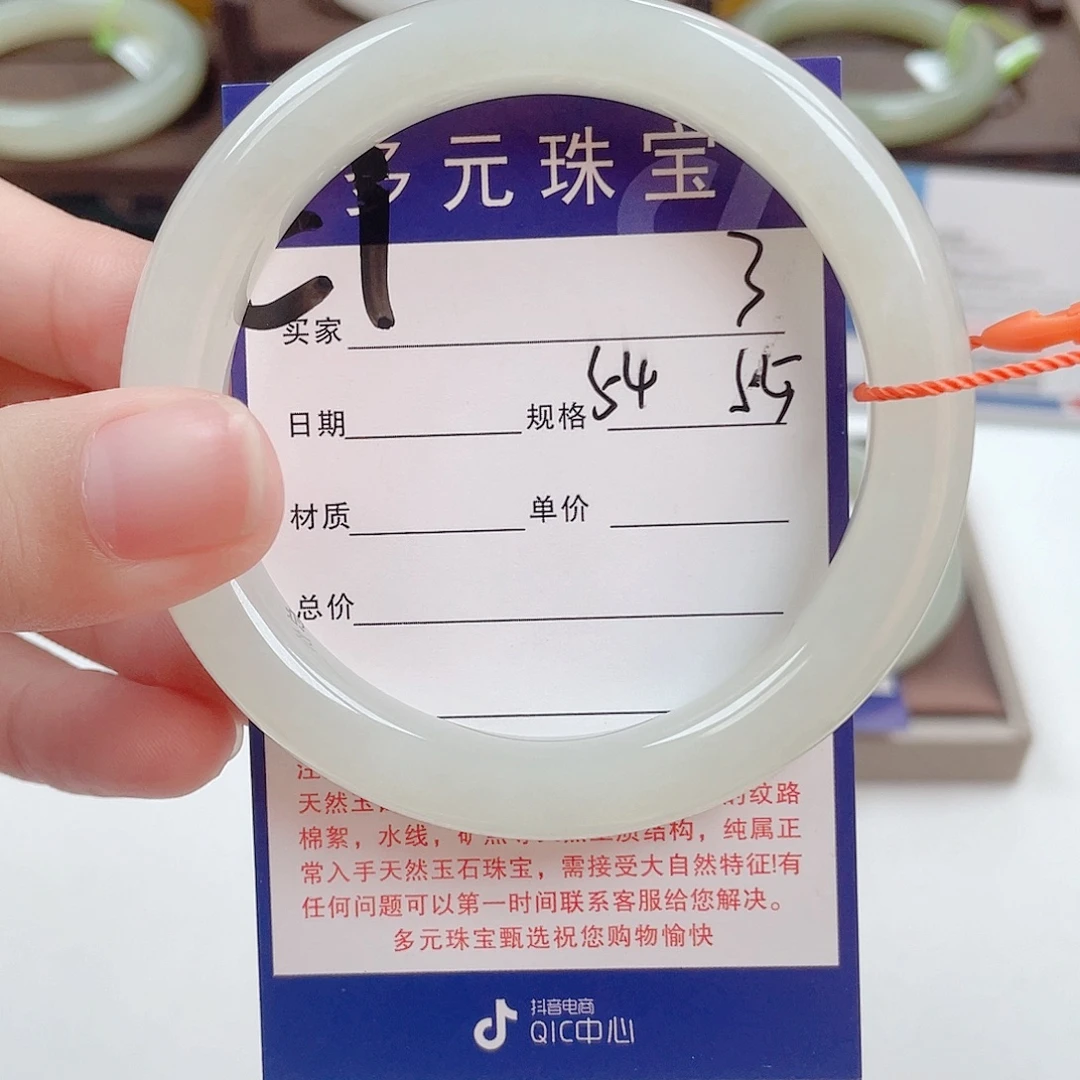 多元珠宝
买家 3
日期 规格 54 55
材质 单价
总价
注
天然玉 的纹路
棉絮，水线，矿 质结构，纯属正
常入手天然玉石珠宝，需接受大自然特征!有
任何问题可以第一时间联系客服给您解决。
多元珠宝甄选祝您购物愉快
抖音电商
QIC中心